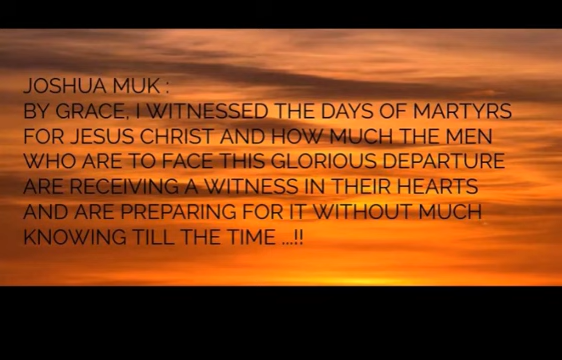 JOSHUA MUK :
BY GRACE, I WITNESSED THE DAYS OF MARTYRS
FOR JESUS CHRIST AND HOW MUCH THE MEN
WHO ARE TO FACE THIS GLORIOUS DEPARTURE
ARE RECEIVING A WITNESS IN THEIR HEARTS
AND ARE PREPARING FOR IT WITHOUT MUCH
KNOWING TILL THE TIME ...!!